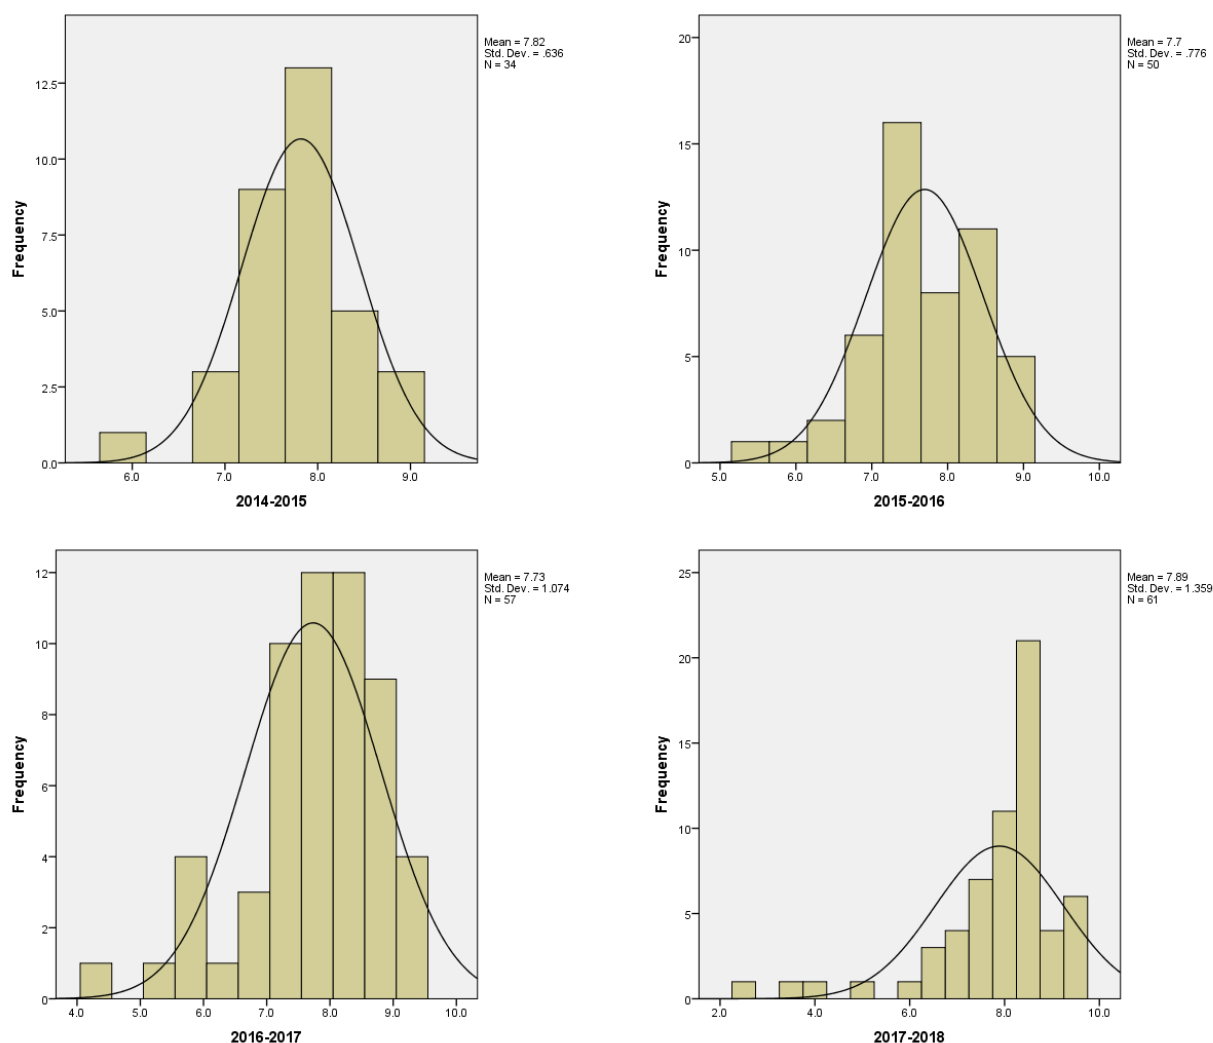 Mean = 7.82
Std. Dev. = .636
N = 34
12.5
10.0
7.5
5.0
2.5
0.0
Frequency
6.0 7.0 8.0 9.0
2014-2015
Mean = 7.7
Std. Dev. = .776
N = 50
20
15
10
5
0
Frequency
5.0 6.0 7.0 8.0 9.0 10.0
2015-2016
Mean = 7.73
Std. Dev. = 1.074
N = 57
12
10
8
6
4
2
0
Frequency
4.0 5.0 6.0 7.0 8.0 9.0 10.0
2016-2017
Mean = 7.89
Std. Dev. = 1.359
N = 61
25
20
15
10
5
0
Frequency
2.0 4.0 6.0 8.0 10.0
2017-2018